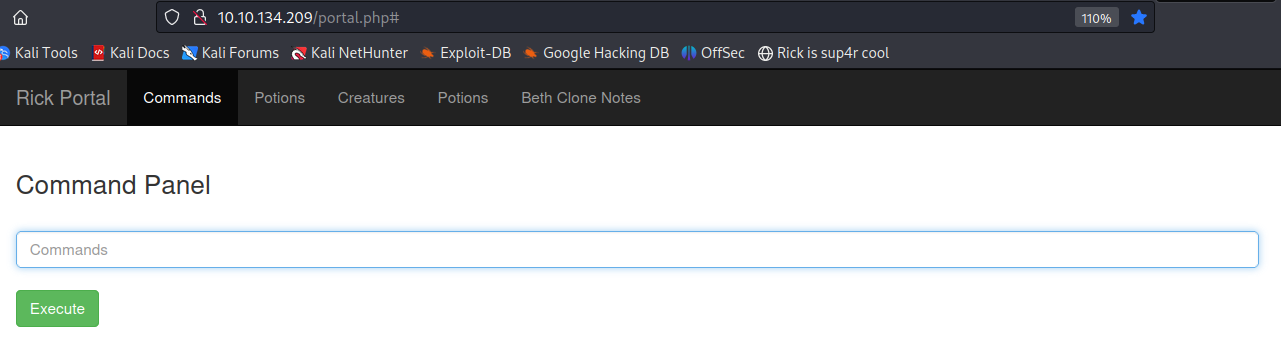 10.10.134.209/portal.php#
110%
Kali Tools Kali Docs Kali Forums Kali NetHunter Exploit-DB Google Hacking DB OffSec Rick is sup4r cool
Rick Portal Commands Potions Creatures Potions Beth Clone Notes
Command Panel
Commands
Execute